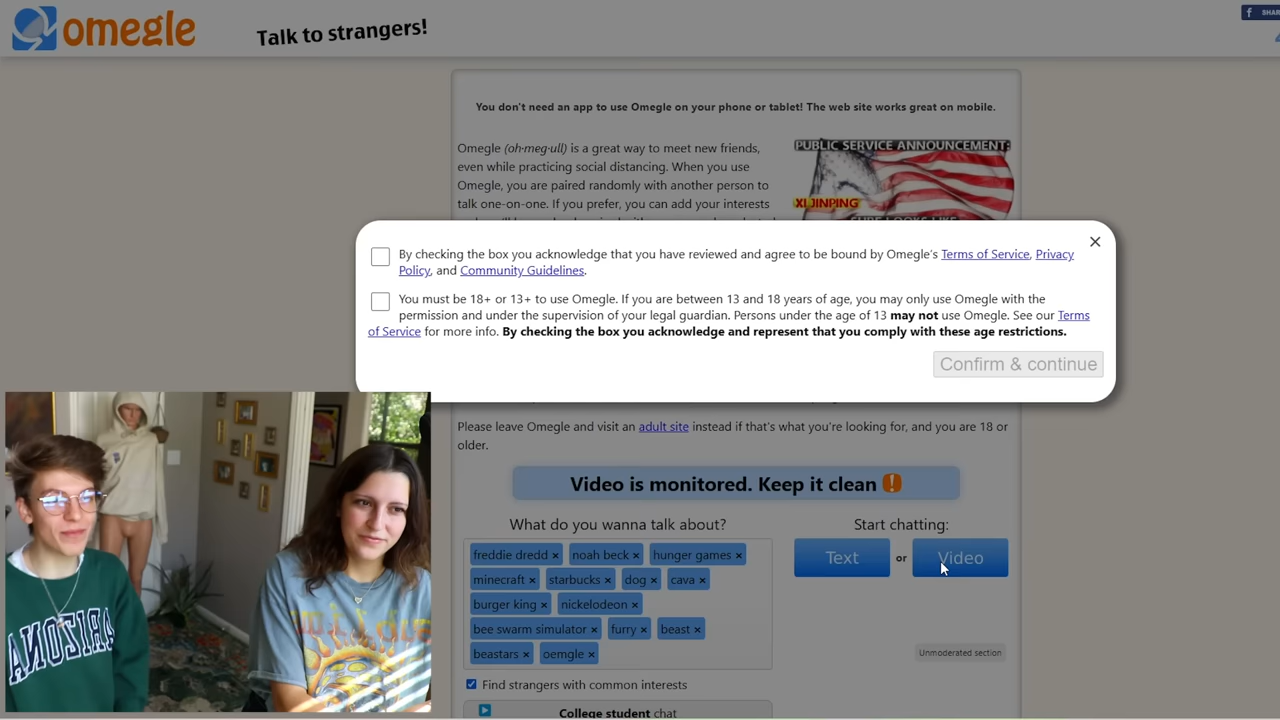 omegle
Talk to strangers!
SHAR
You don't need an app to use Omegle on your phone or tablet! The web site works great on mobile.
Omegle (oh·meg·ull) is a great way to meet new friends,
even while practicing social distancing. When you use
Omegle, you are paired randomly with another person to
talk one-on-one. If you prefer, you can add your interests
PUBLIC SERVICE ANNOUNCEMENT:
XI JINPING
SURE LOOKS LIKE
×
By checking the box you acknowledge that you have reviewed and agree to be bound by Omegle's Terms of Service, Privacy
Policy, and Community Guidelines.
You must be 18+ or 13+ to use Omegle. If you are between 13 and 18 years of age, you may only use Omegle with the
permission and under the supervision of your legal guardian. Persons under the age of 13 may not use Omegle. See our Terms
of Service for more info. By checking the box you acknowledge and represent that you comply with these age restrictions.
Confirm & continue
Please leave Omegle and visit an adult site instead if that's what you're looking for, and you are 18 or
older.
Video is monitored. Keep it clean !
What do you wanna talk about?
freddie dredd × noah beck × hunger games ×
minecraft × starbucks × dog × cava ×
burger king × nickelodeon ×
bee swarm simulator × furry × beast ×
beastars × oemgle ×
Find strangers with common interests
College student chat
Start chatting:
Text or Video
Unmoderated section
ARIZONA